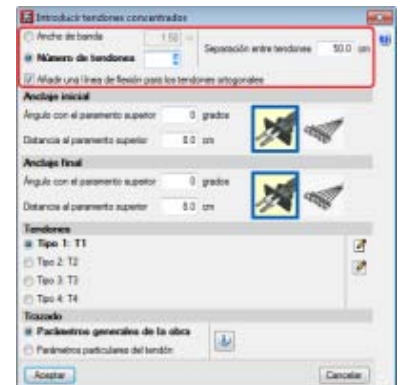 Introducir tendones concentrados
Ancho de banda 1.50 m
Número de tendones
Separación entre tendones 50.0 cm
Añadir una línea de flexión para los tendones ortogonales
Anclaje inicial
Ángulo con el paramento superior 0 grados
Distancia al paramento superior 8.0 cm
Anclaje final
Ángulo con el paramento superior 0 grados
Distancia al paramento superior 8.0 cm
Tendones
Tipo 1: T1
Tipo 2: T2
Tipo 3: T3
Tipo 4: T4
Trazado
Parámetros generales de la obra
Parámetros particulares del tendón
Aceptar
Cancelar